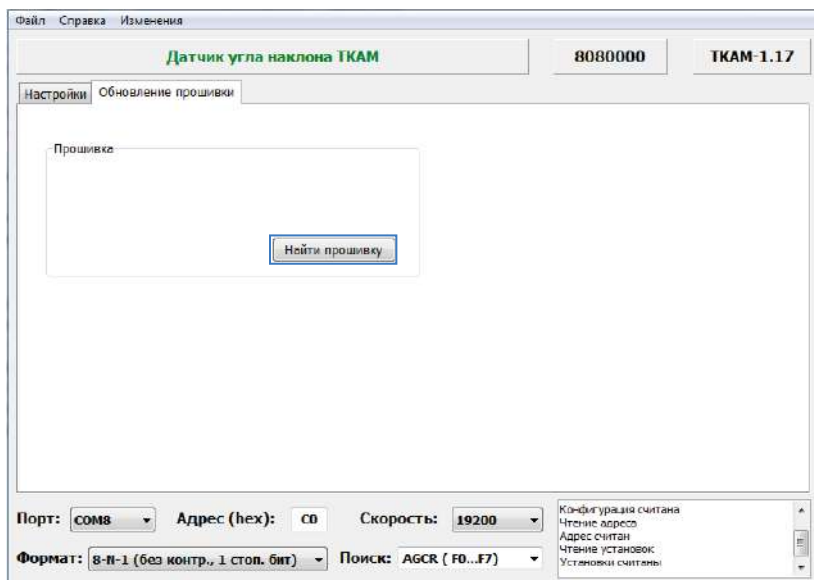 Файл Справка Изменения
Датчик угла наклона ТКАМ 8080000 ТКАМ-1.17
Настройки Обновление прошивки
Прошивка
Найти прошивку
Порт: COM8 Адрес (hex): C0 Скорость: 19200
Формат: 8-N-1 (без контр., 1 стоп. бит) Поиск: AGCR ( F0...F7)
Конфигурация считана
Чтение адреса
Адрес считан
Чтение установок
Установки считаны